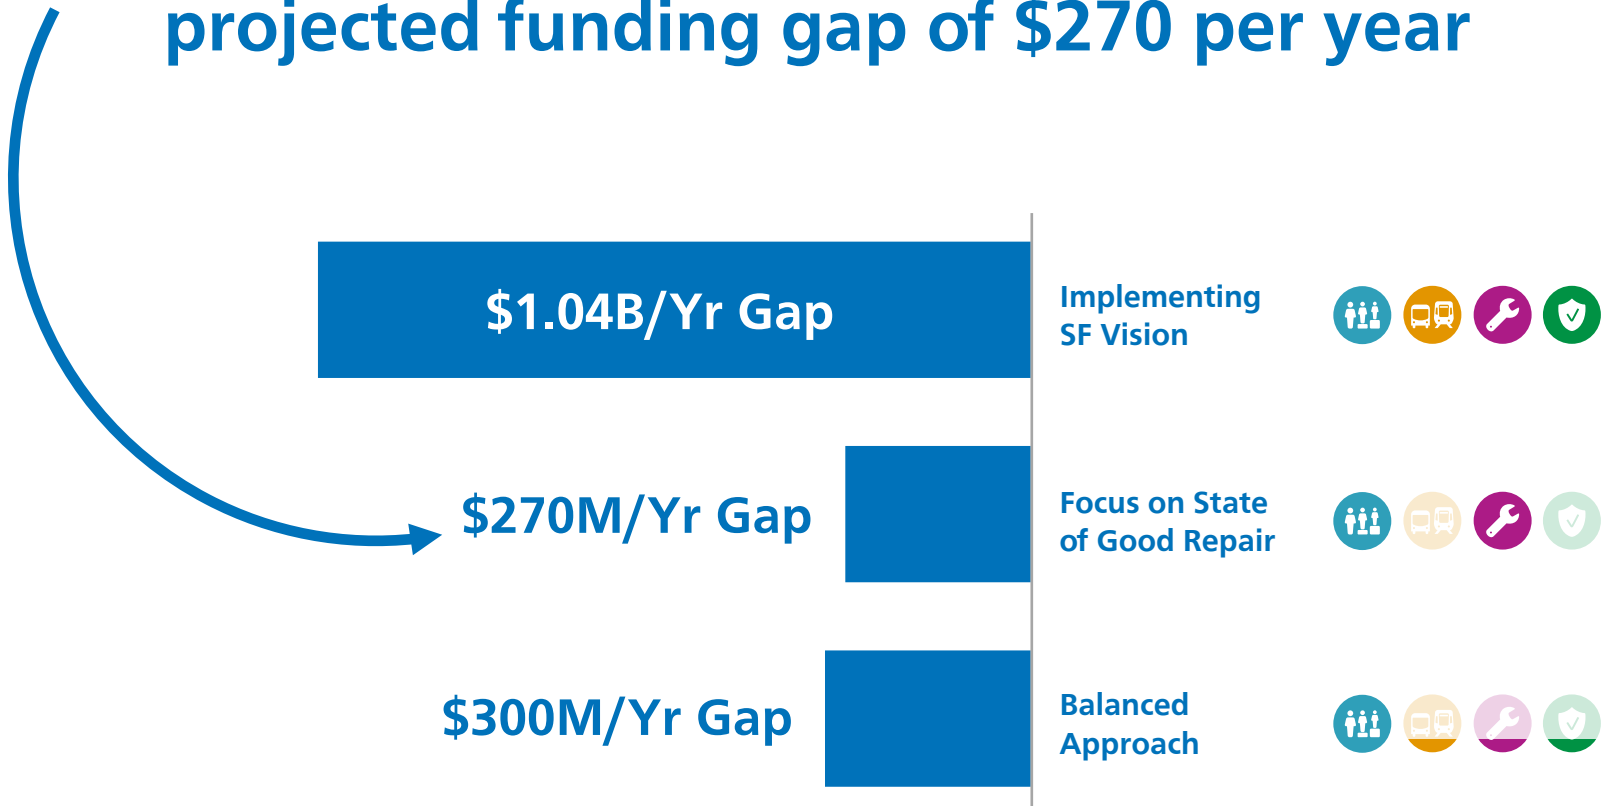 projected funding gap of $270 per year
$1.04B/Yr Gap
Implementing
SF Vision
$270M/Yr Gap
Focus on State
of Good Repair
$300M/Yr Gap
Balanced
Approach